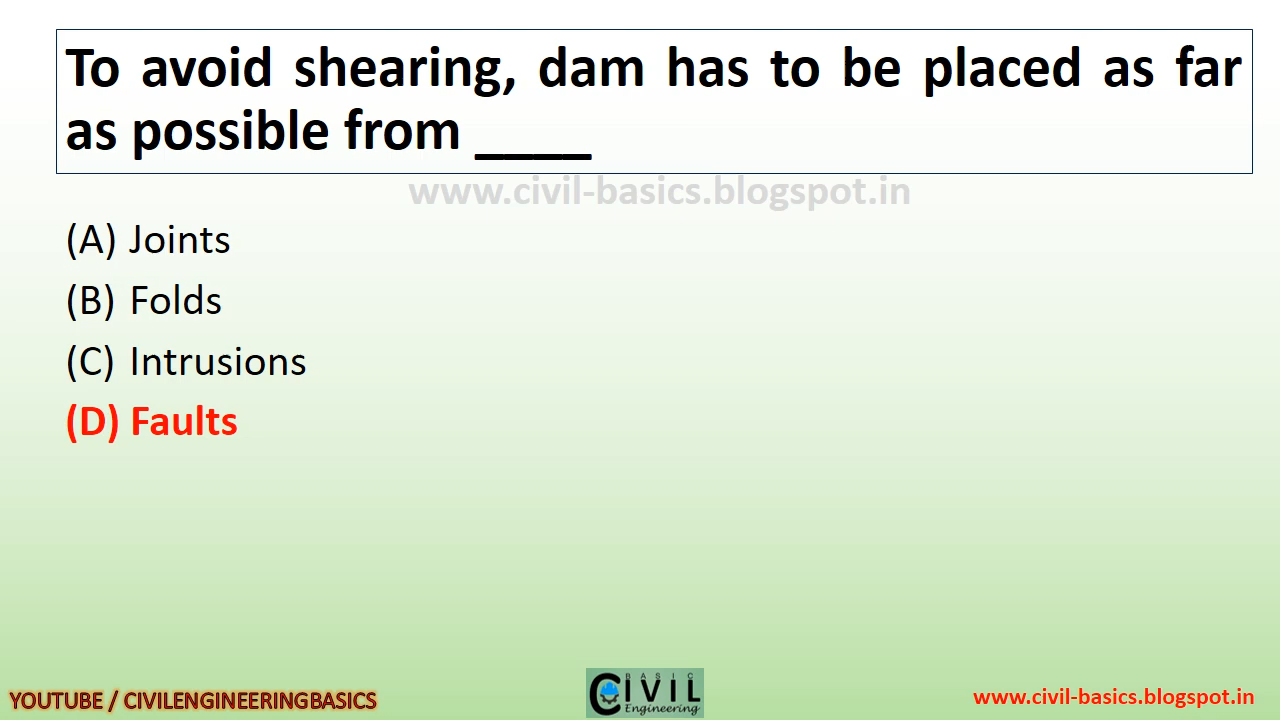 To avoid shearing, dam has to be placed as far
as possible from ____
www.civil-basics.blogspot.in
(A) Joints
(B) Folds
(C) Intrusions
(D) Faults
YOUTUBE / CIVILENGINEERINGBASICS
BASIC
CIVIL
Engineering
www.civil-basics.blogspot.in